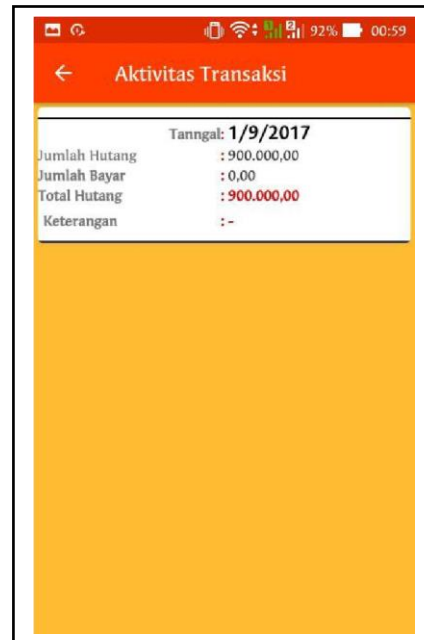 92% 00:59
Aktivitas Transaksi
Tanngal: 1/9/2017
Jumlah Hutang : 900.000,00
Jumlah Bayar : 0,00
Total Hutang : 900.000,00
Keterangan : -